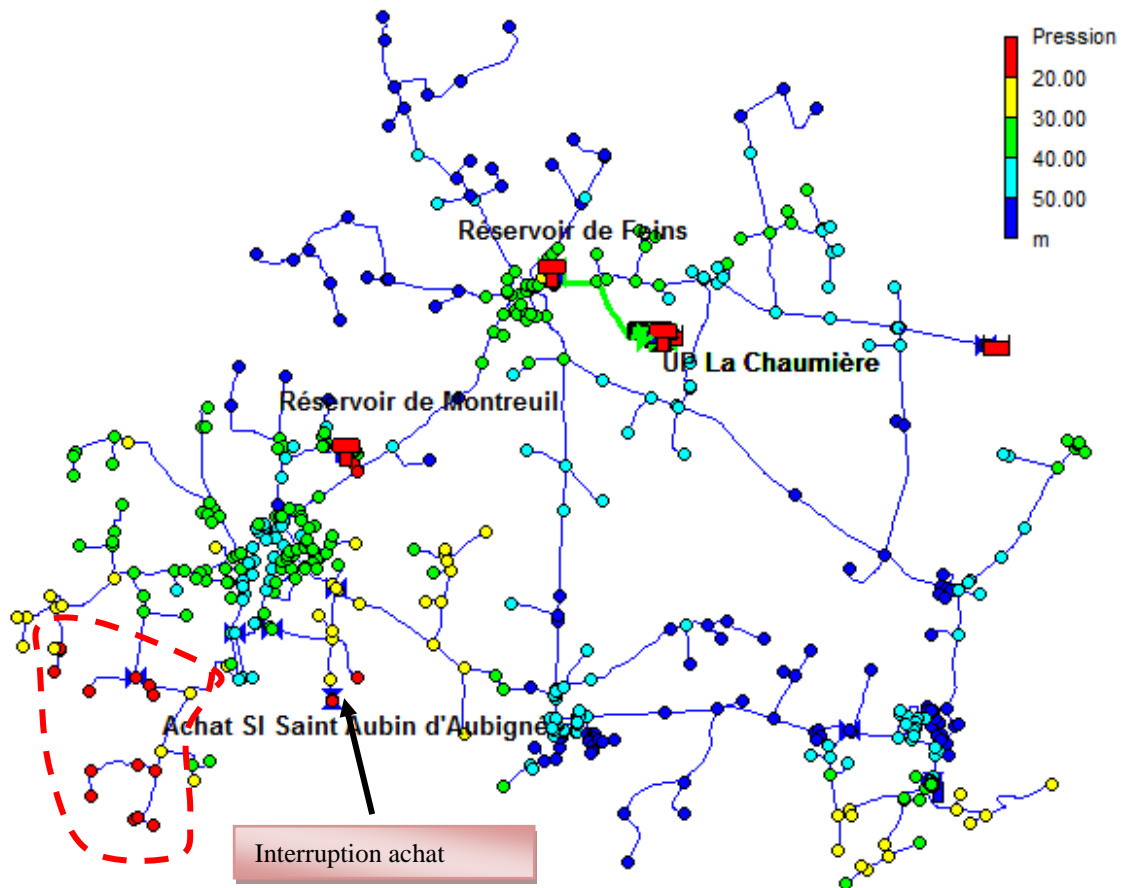 Pression
20.00
30.00
40.00
50.00
m
Réservoir de Feins
UP La Chaumière
Réservoir de Montreuil
Achat SI Saint Aubin d'Aubigné
Interruption achat